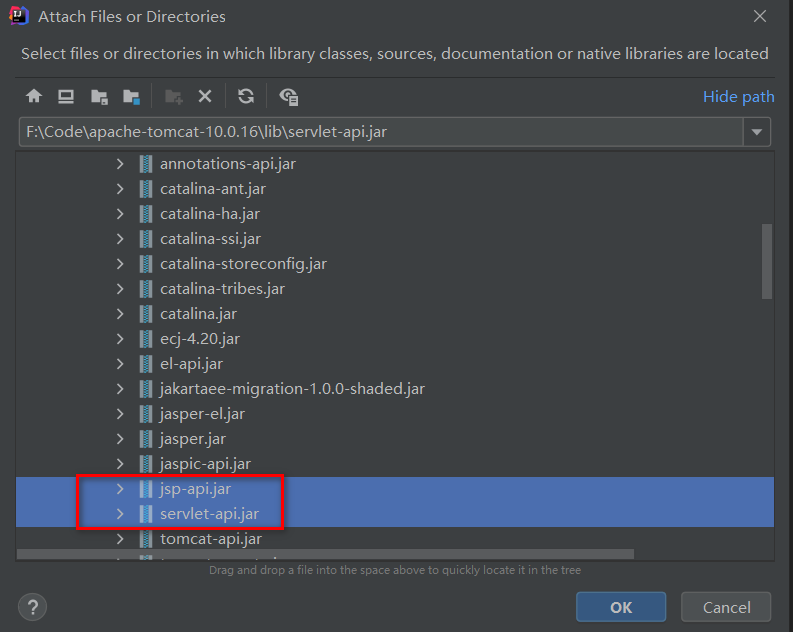 Attach Files or Directories
Select files or directories in which library classes, sources, documentation or native libraries are located
Hide path
F:\Code\apache-tomcat-10.0.16\lib\servlet-api.jar
annotations-api.jar
catalina-ant.jar
catalina-ha.jar
catalina-ssi.jar
catalina-storeconfig.jar
catalina-tribes.jar
catalina.jar
ecj-4.20.jar
el-api.jar
jakartaee-migration-1.0.0-shaded.jar
jasper-el.jar
jasper.jar
jaspic-api.jar
jsp-api.jar
servlet-api.jar
tomcat-api.jar
Drag and drop a file into the space above to quickly locate it in the tree
? OK Cancel